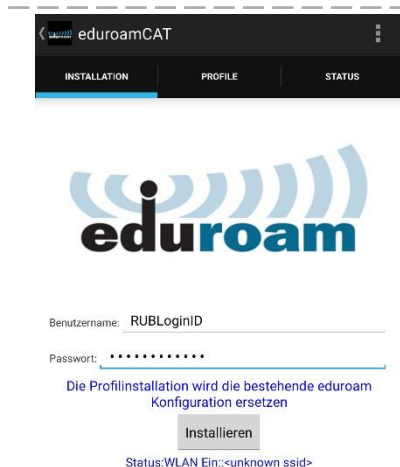 eduroamCAT
INSTALLATION PROFILE STATUS
eduroam
Benutzername: RUBLoginID
Passwort: ••••••••••••
Die Profilinstallation wird die bestehende eduroam
Konfiguration ersetzen
Installieren
Status:WLAN Ein::<unknown ssid>